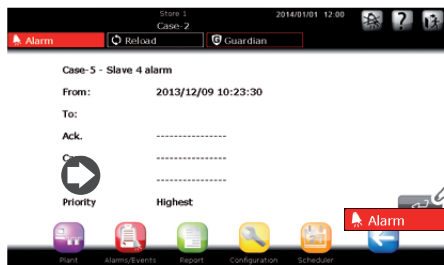 Store 1
2014/01/01 12:00
Case-2
Alarm
Reload
Guardian
Case-5 - Slave 4 alarm
From: 2013/12/09 10:23:30
To:
Ack. ----------------
----------------
----------------
Priority Highest
Alarm
Plant
Alarms/Events
Report
Configuration
Scheduler